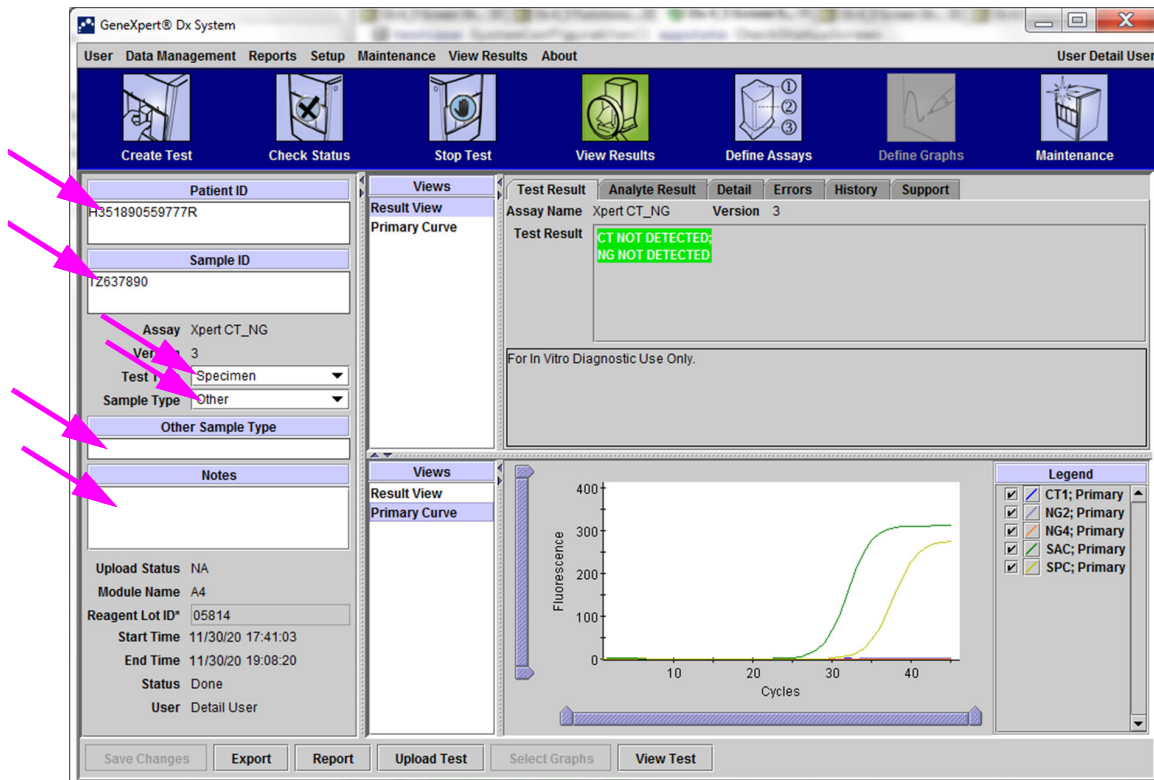 GeneXpert® Dx System
User Data Management Reports Setup Maintenance View Results About User Detail User
Create Test Check Status Stop Test View Results Define Assays Define Graphs Maintenance
Patient ID
H351890559777R
Sample ID
TZ637890
Assay Xpert CT_NG
Version 3
Test Type Specimen
Sample Type Other
Other Sample Type
Notes
Upload Status NA
Module Name A4
Reagent Lot ID* 05814
Start Time 11/30/20 17:41:03
End Time 11/30/20 19:08:20
Status Done
User Detail User
Views
Result View
Primary Curve
Test Result Analyte Result Detail Errors History Support
Assay Name Xpert CT_NG Version 3
Test Result CT NOT DETECTED;
NG NOT DETECTED
For In Vitro Diagnostic Use Only.
Views
Result View
Primary Curve
Fluorescence
400
300
200
100
0
10 20 30 40
Cycles
Legend
CT1; Primary
NG2; Primary
NG4; Primary
SAC; Primary
SPC; Primary
Save Changes Export Report Upload Test Select Graphs View Test